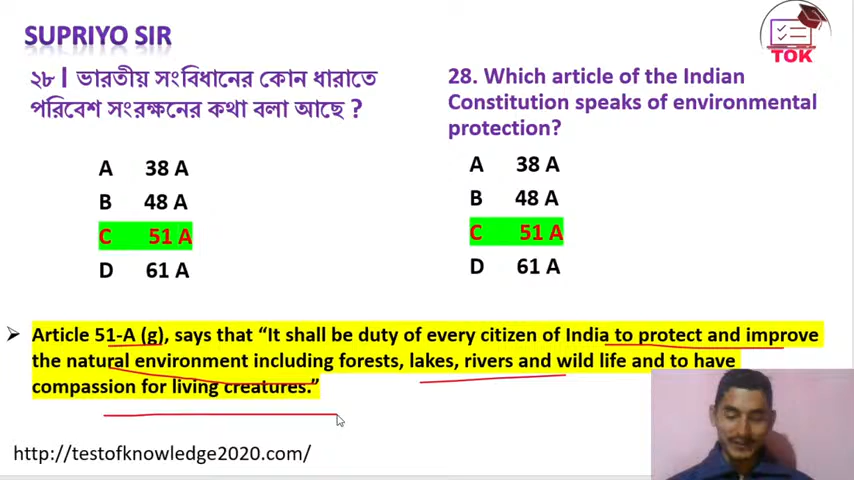 SUPRIYO SIR
TOK
২৮। ভারতীয় সংবিধানের কোন ধারাতে
পরিবেশ সংরক্ষনের কথা বলা আছে ?
A 38 A
B 48 A
C 51 A
D 61 A
28. Which article of the Indian
Constitution speaks of environmental
protection?
A 38 A
B 48 A
C 51 A
D 61 A
➢ Article 51-A (g), says that “It shall be duty of every citizen of India to protect and improve
the natural environment including forests, lakes, rivers and wild life and to have
compassion for living creatures.”
http://testofknowledge2020.com/